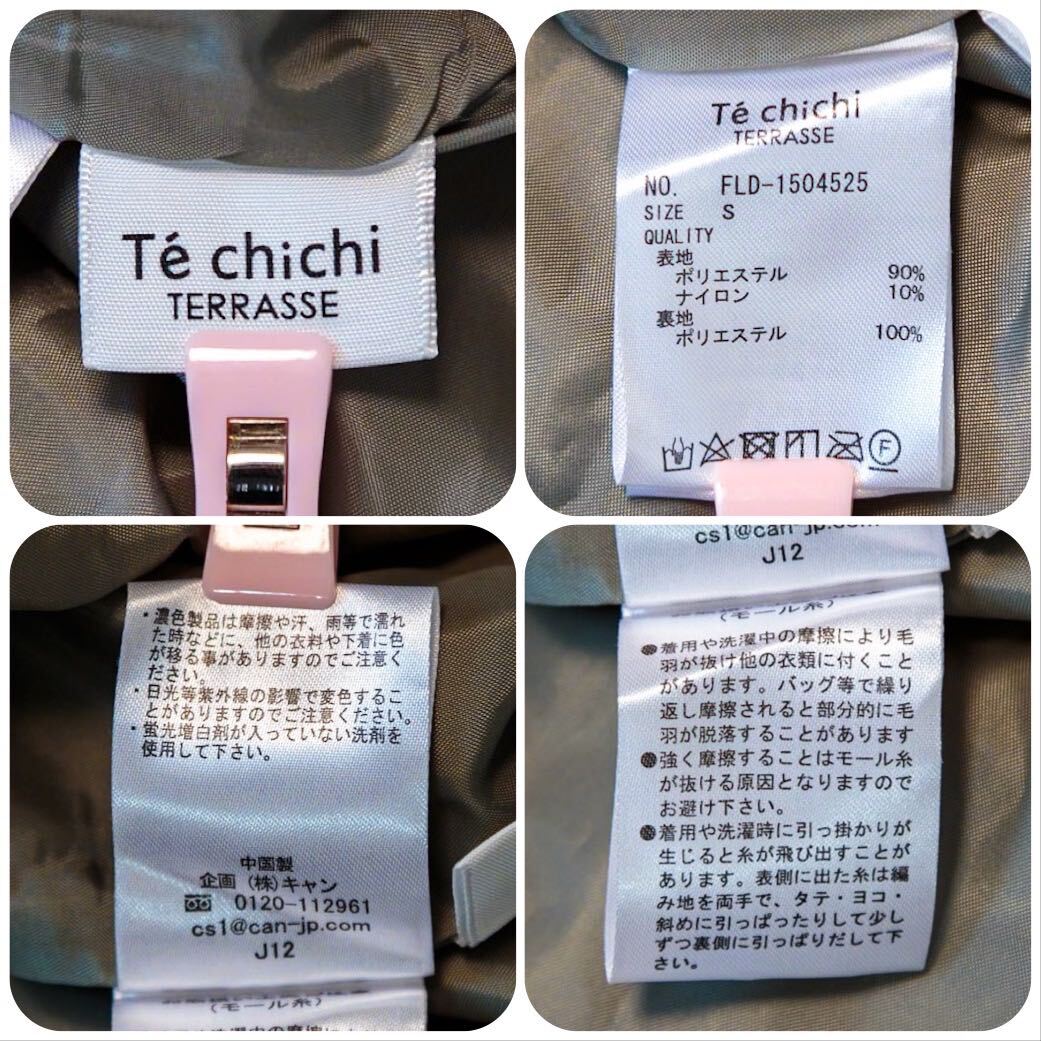 Té chichi
TERRASSE
Té chichi
TERRASSE
NO. FLD-1504525
SIZE S
QUALITY
表地
ポリエステル 90%
ナイロン 10%
裏地
ポリエステル 100%
F
・濃色製品は摩擦や汗、雨等で濡れ
た時などに、他の衣料や下着に色
が移る事がありますのでご注意く
ださい。
・日光等紫外線の影響で変色するこ
とがありますのでご注意ください。
・蛍光増白剤が入っていない洗剤を
使用して下さい。
中国製
企画 (株)キャン
0120-112961
cs1@can-jp.com
J12
(モール糸)
cs1@can-jp.com
J12
(モール糸)
●着用や洗濯中の摩擦により毛
羽が抜け他の衣類に付くこと
があります。バッグ等で繰り
返し摩擦されると部分的に毛
羽が脱落することがあります
●強く摩擦することはモール糸
が抜ける原因となりますので
お避け下さい。
●着用や洗濯時に引っ掛かりが
生じると糸が飛び出すことが
あります。表側に出た糸は編
み地を両手で、タテ・ヨコ・
斜めに引っぱったりして少し
ずつ裏側に引っぱりだして下
さい。